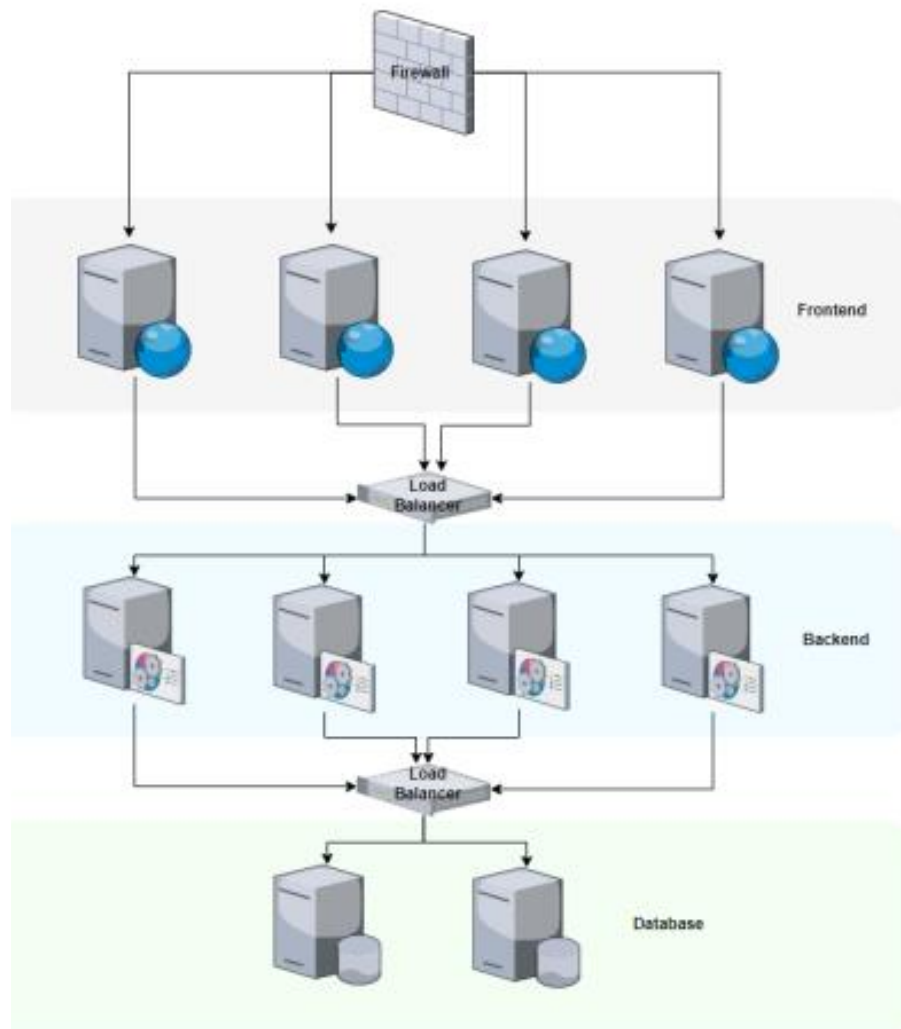 Firewall
Frontend
Load
Balancer
Backend
Load
Balancer
Database